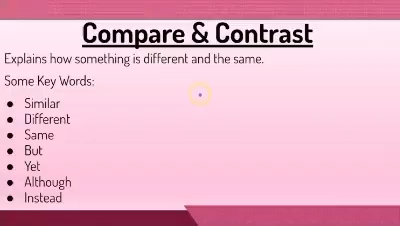 Compare & Contrast
Explains how something is different and the same.
Some Key Words:
● Similar
● Different
● Same
● But
● Yet
● Although
● Instead